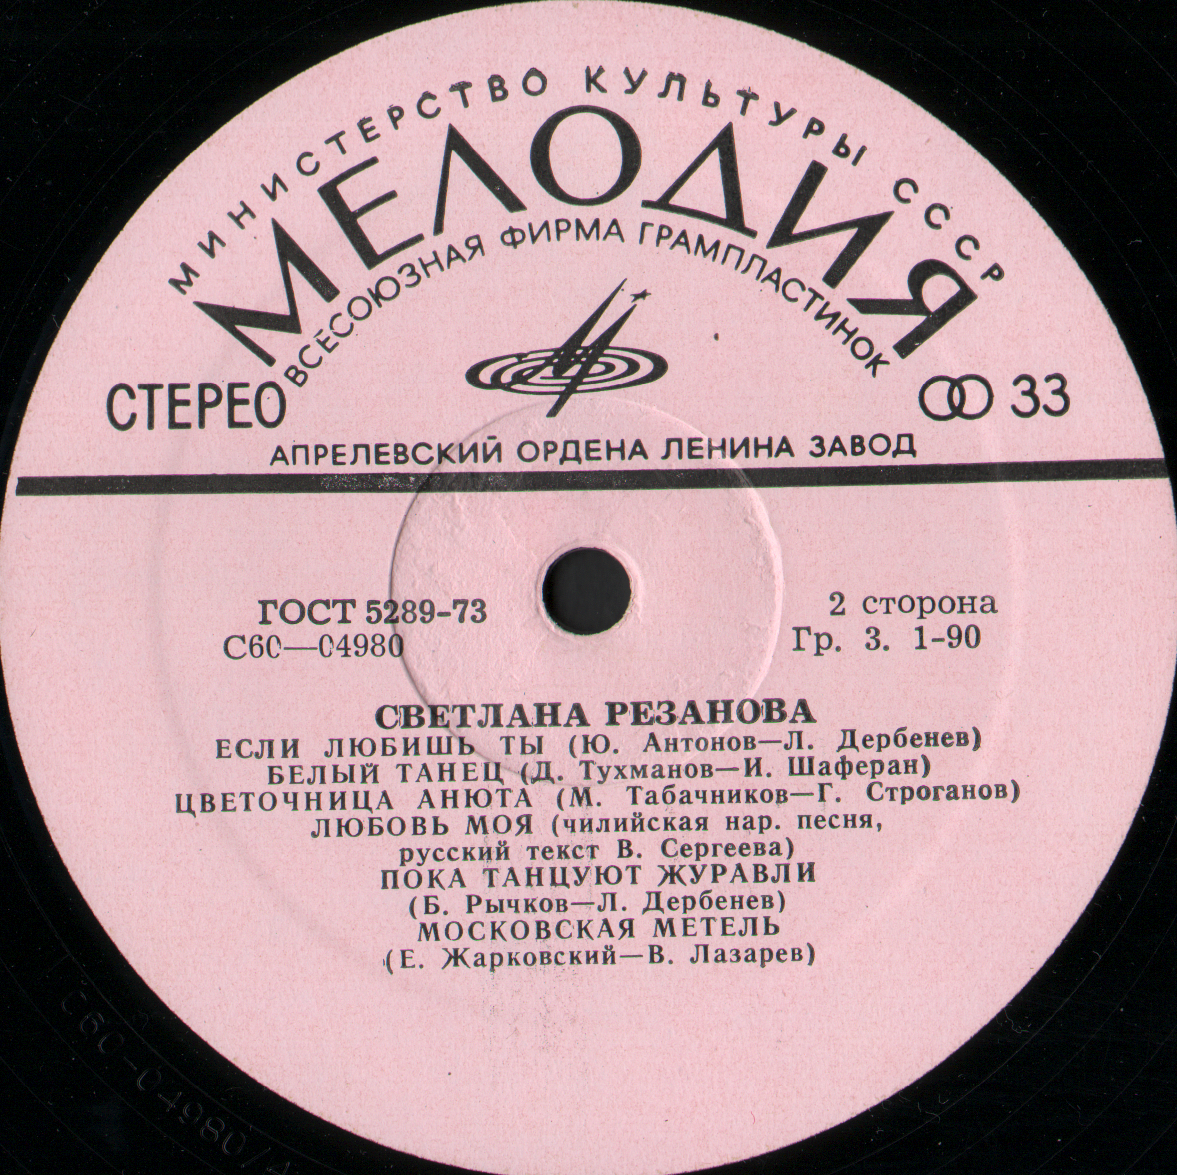 МИНИСТЕРСТВО КУЛЬТУРЫ СССР
МЕЛОДИЯ
ВСЕСОЮЗНАЯ ФИРМА ГРАМПЛАСТИНОК
СТЕРЕО
33
АПРЕЛЕВСКИЙ ОРДЕНА ЛЕНИНА ЗАВОД
ГОСТ 5289-73
2 сторона
С60—04980
Гр. 3. 1-90
СВЕТЛАНА РЕЗАНОВА
ЕСЛИ ЛЮБИШЬ ТЫ (Ю. Антонов—Л. Дербенев)
БЕЛЫЙ ТАНЕЦ (Д. Тухманов—И. Шаферан)
ЦВЕТОЧНИЦА АНЮТА (М. Табачников—Г. Строганов)
ЛЮБОВЬ МОЯ (чилийская нар. песня,
русский текст В. Сергеева)
ПОКА ТАНЦУЮТ ЖУРАВЛИ
(Б. Рычков—Л. Дербенев)
МОСКОВСКАЯ МЕТЕЛЬ
(Е. Жарковский—В. Лазарев)